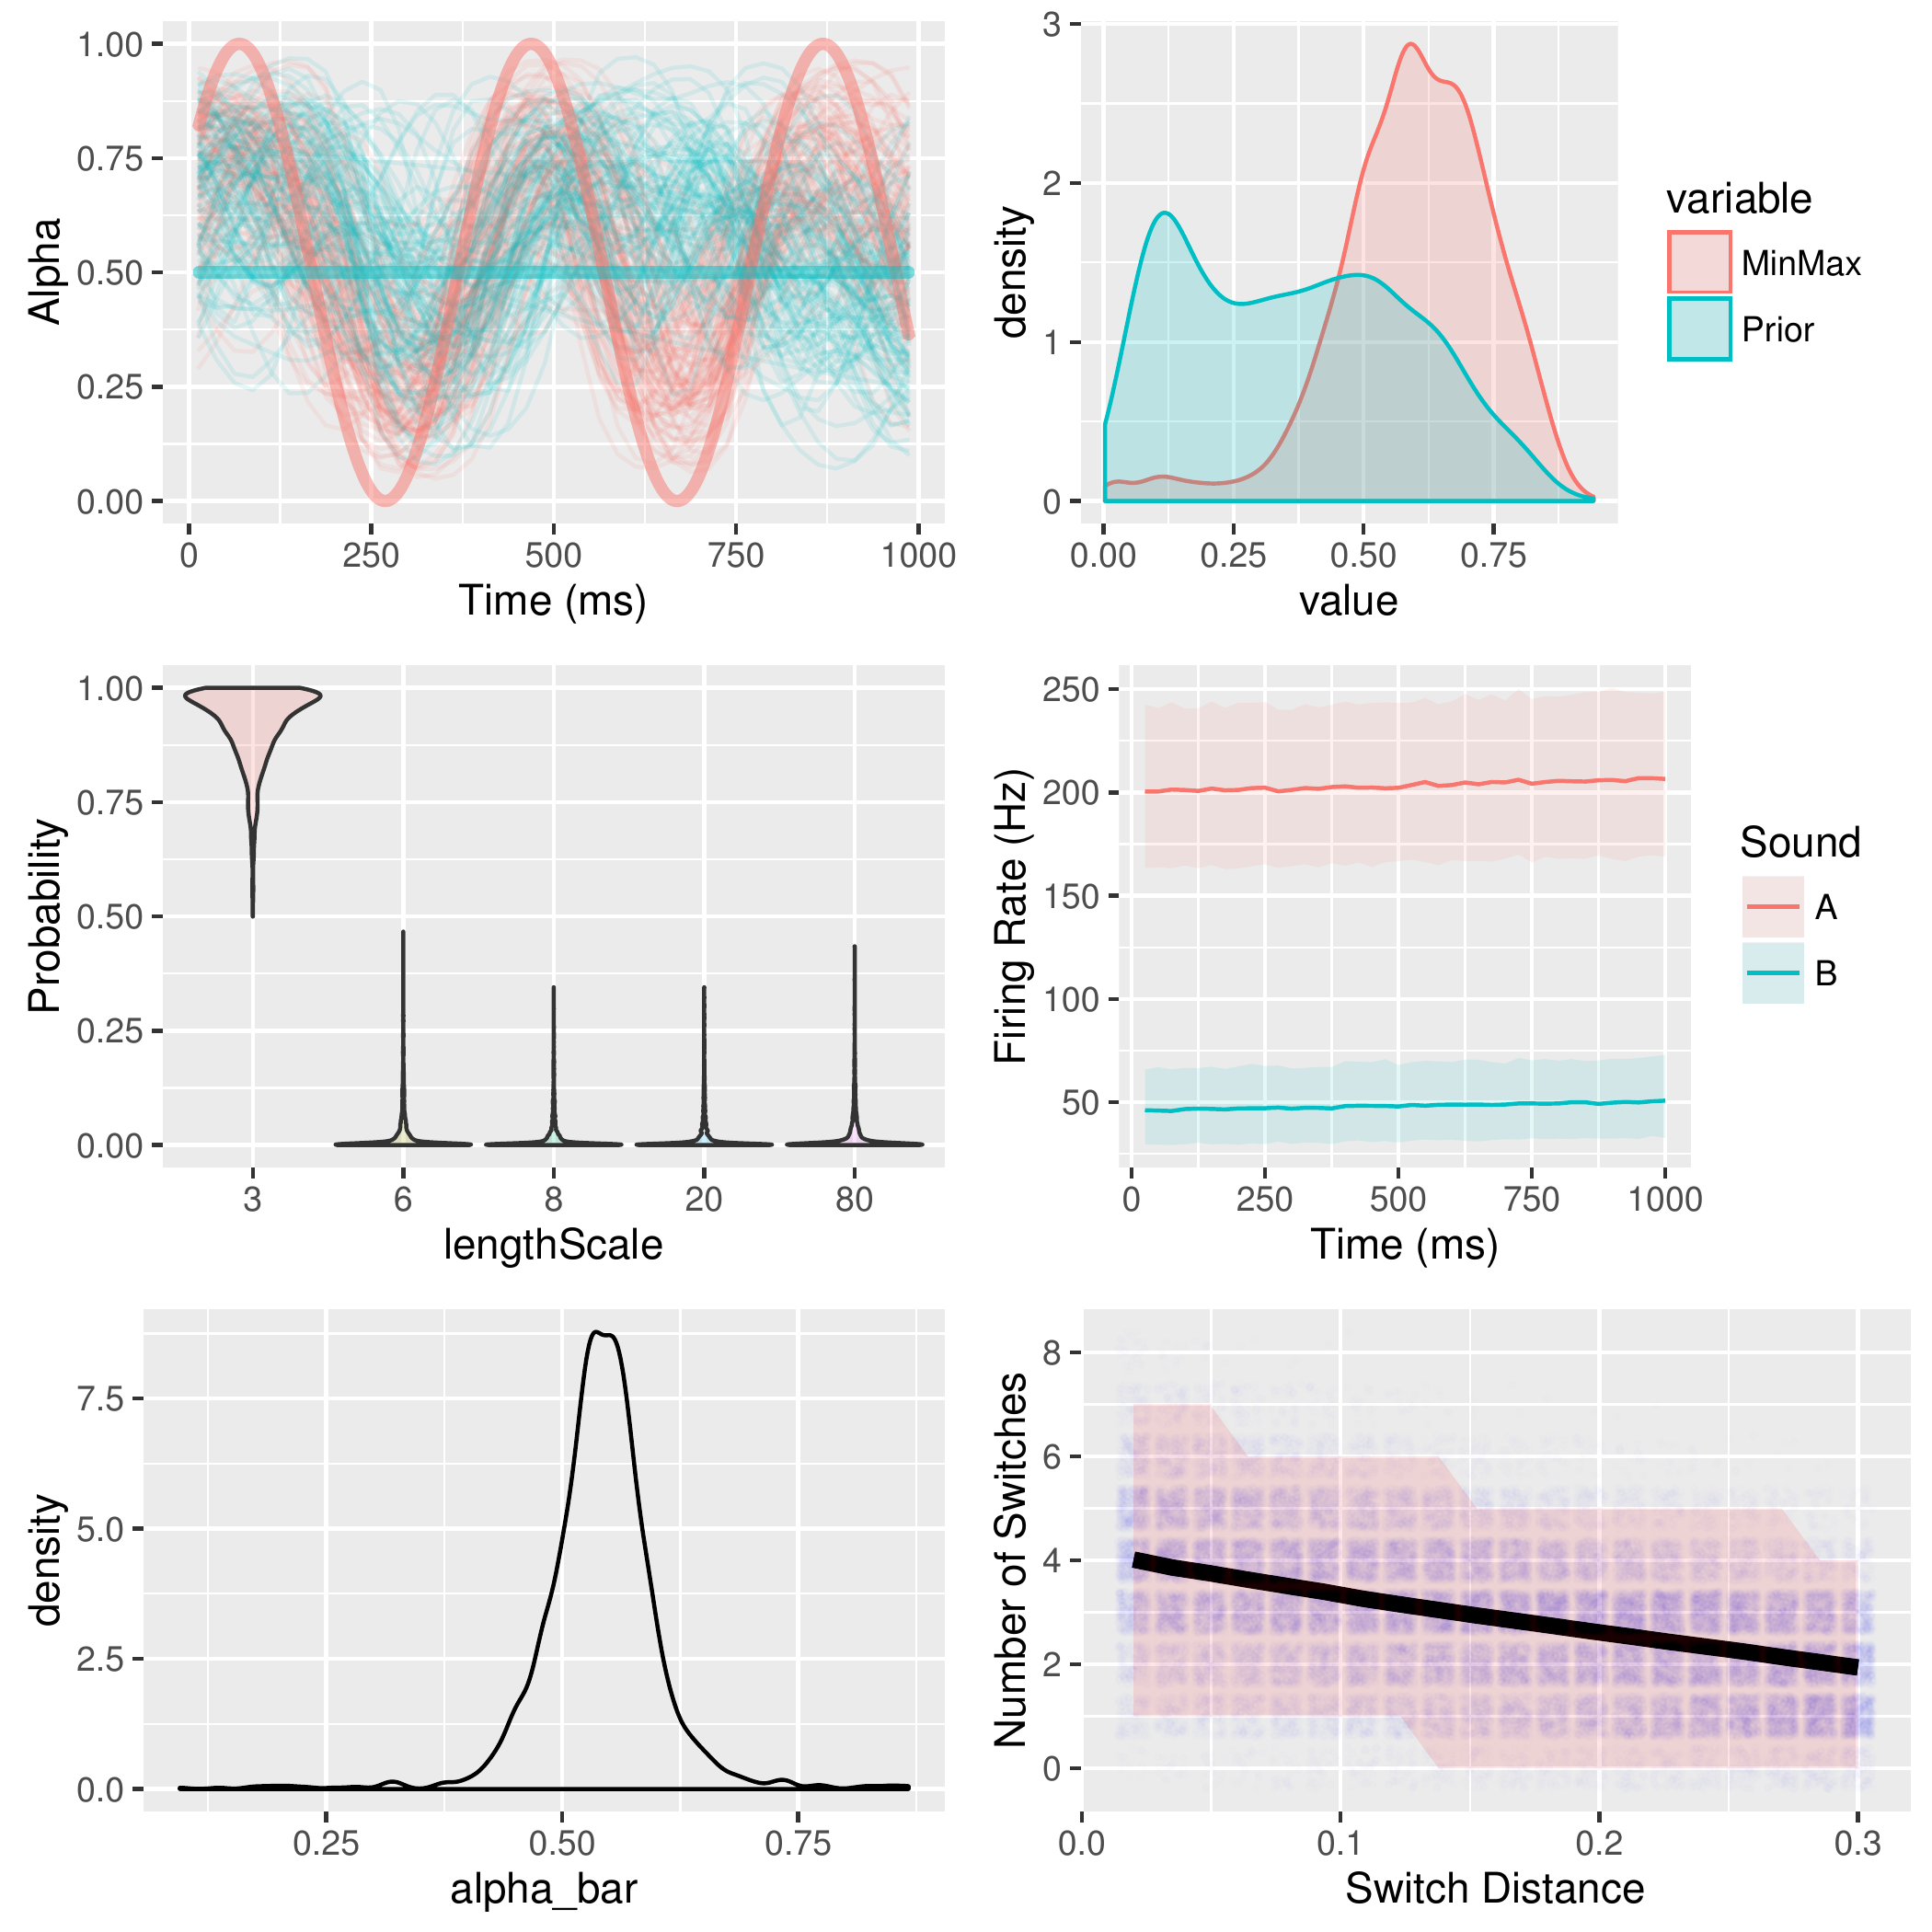 1.00
0.75
0.50
0.25
0.00
Alpha
0 250 500 750 1000
Time (ms)
3
2
1
0
density
0.00 0.25 0.50 0.75
value
variable
MinMax
Prior
1.00
0.75
0.50
0.25
0.00
Probability
3 6 8 20 80
lengthScale
250
200
150
100
50
Firing Rate (Hz)
0 250 500 750 1000
Time (ms)
Sound
A
B
7.5
5.0
2.5
0.0
density
0.25 0.50 0.75
alpha_bar
8
6
4
2
0
Number of Switches
0.0 0.1 0.2 0.3
Switch Distance